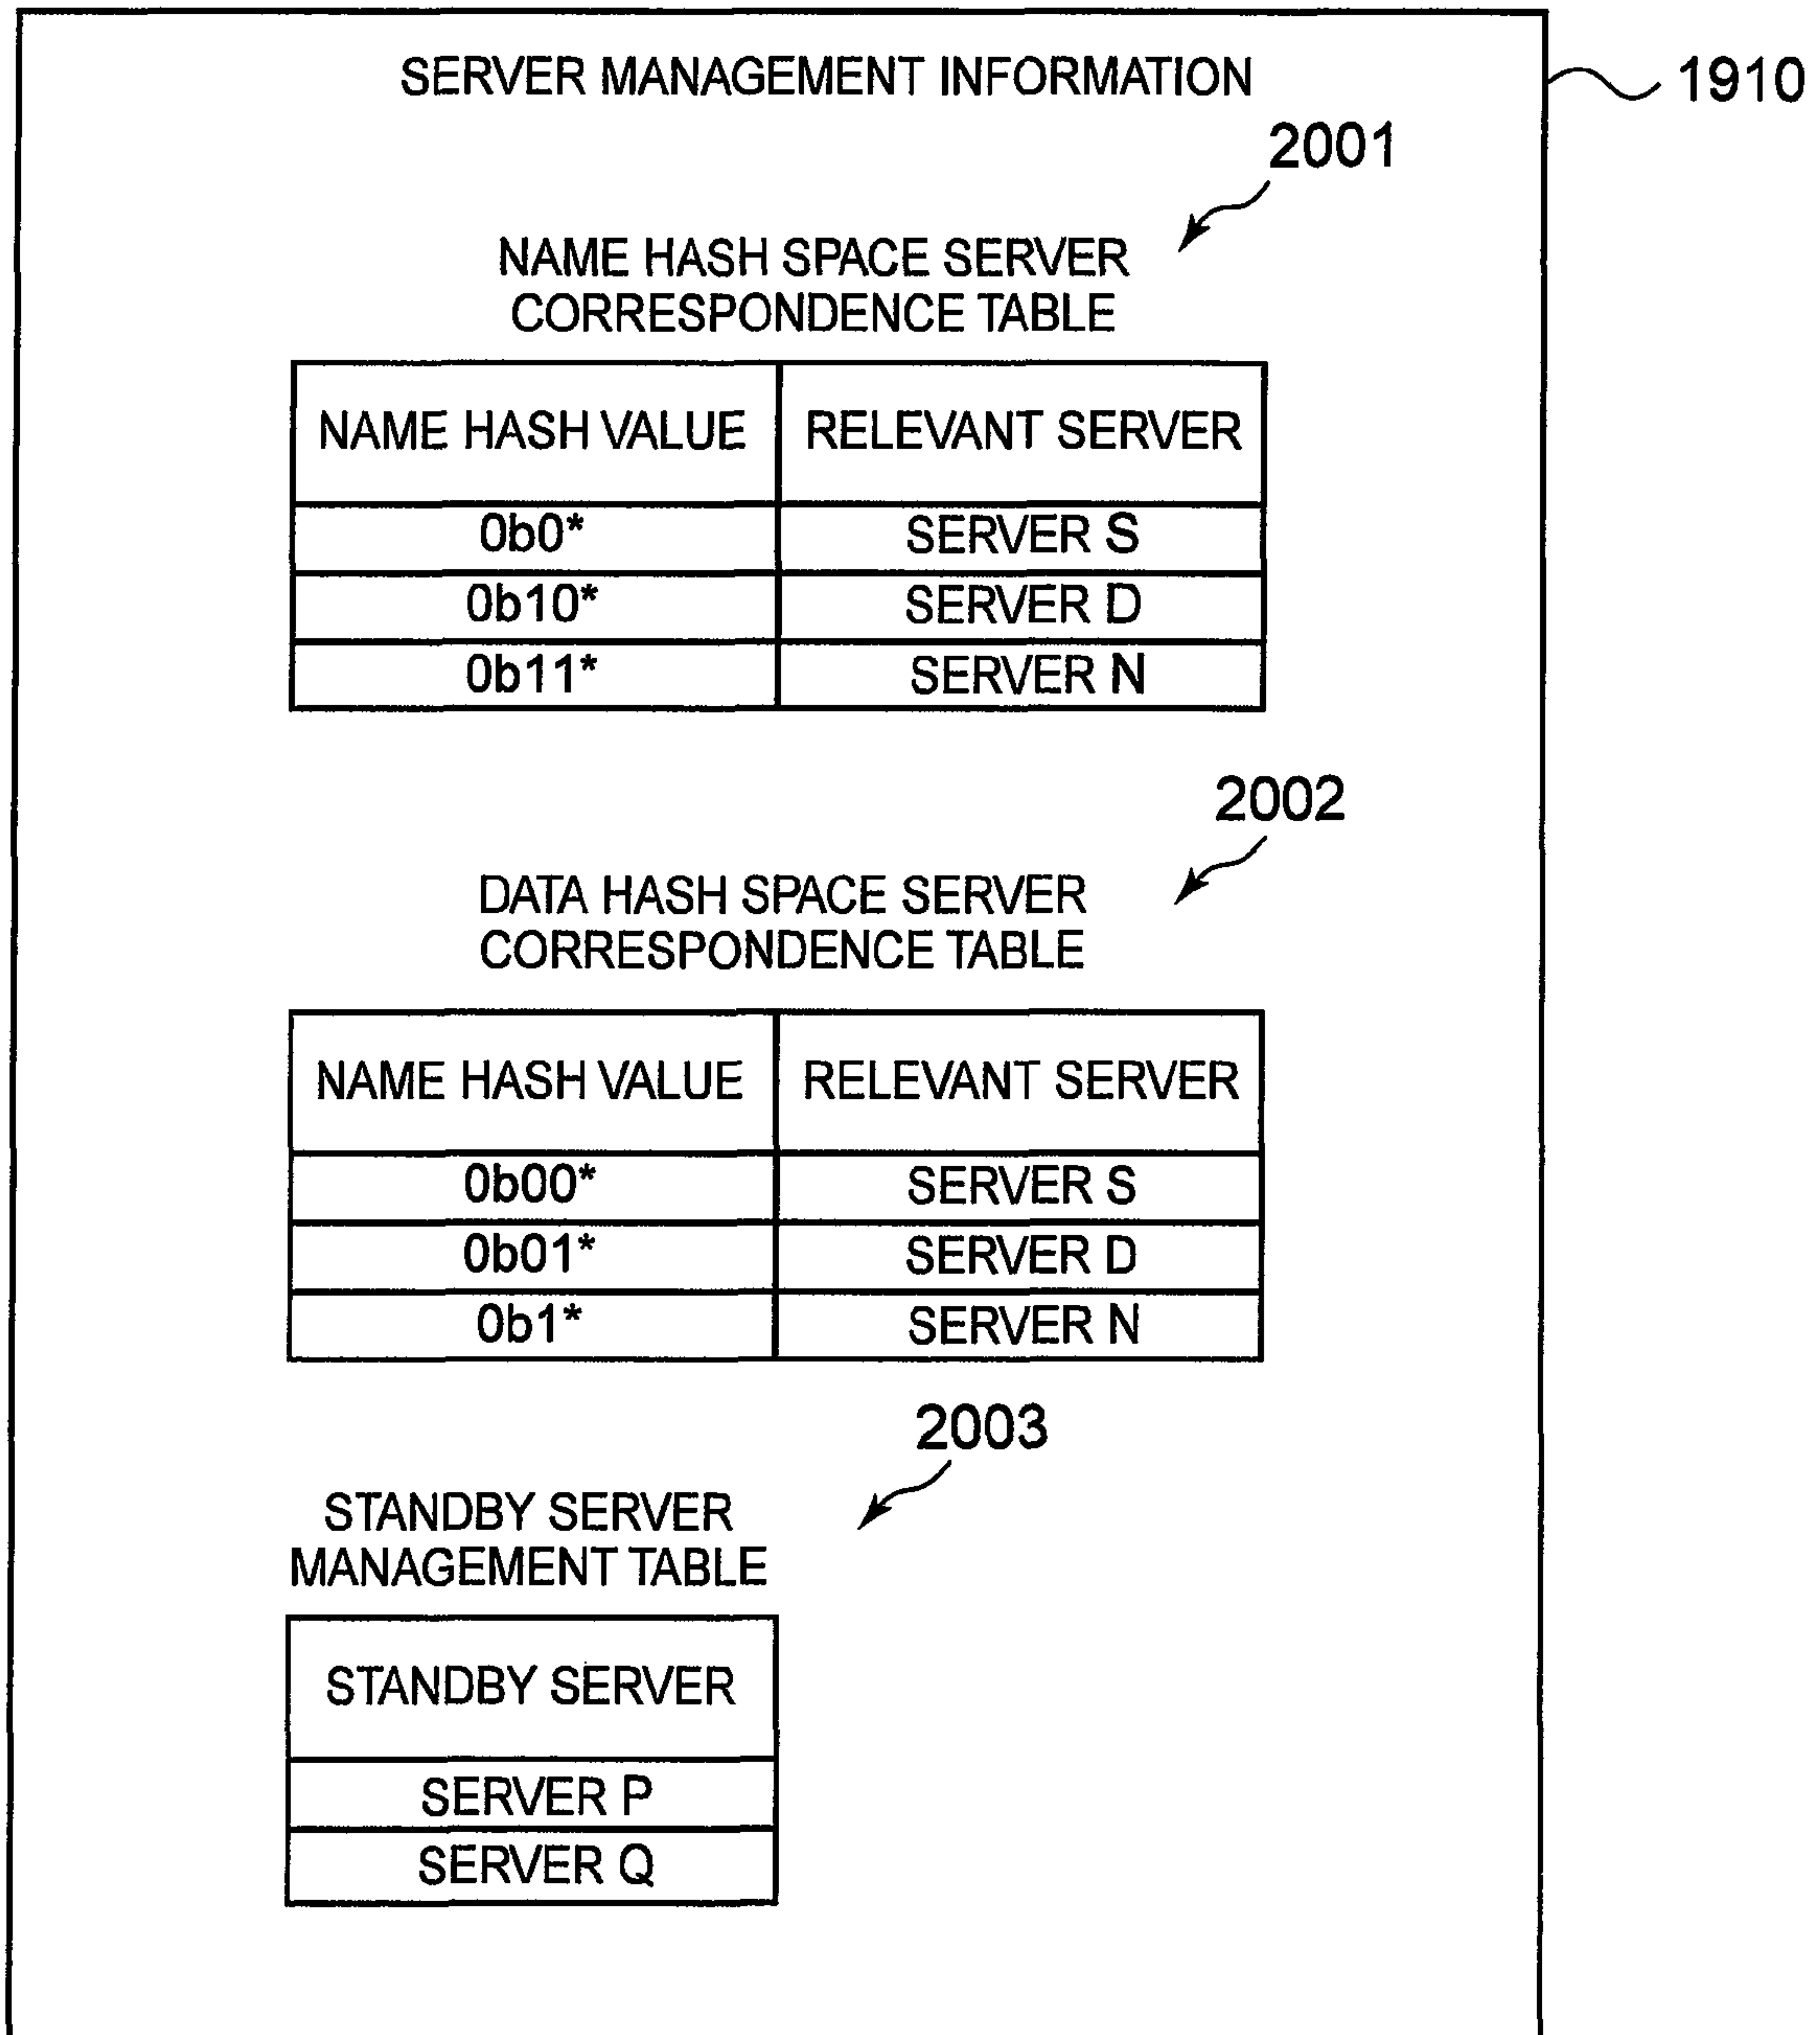 SERVER MANAGEMENT INFORMATION
1910
2001
NAME HASH SPACE SERVER
CORRESPONDENCE TABLE
NAME HASH VALUE RELEVANT SERVER
0b0* SERVER S
0b10* SERVER D
0b11* SERVER N
2002
DATA HASH SPACE SERVER
CORRESPONDENCE TABLE
NAME HASH VALUE RELEVANT SERVER
0b00* SERVER S
0b01* SERVER D
0b1* SERVER N
2003
STANDBY SERVER
MANAGEMENT TABLE
STANDBY SERVER
SERVER P
SERVER Q